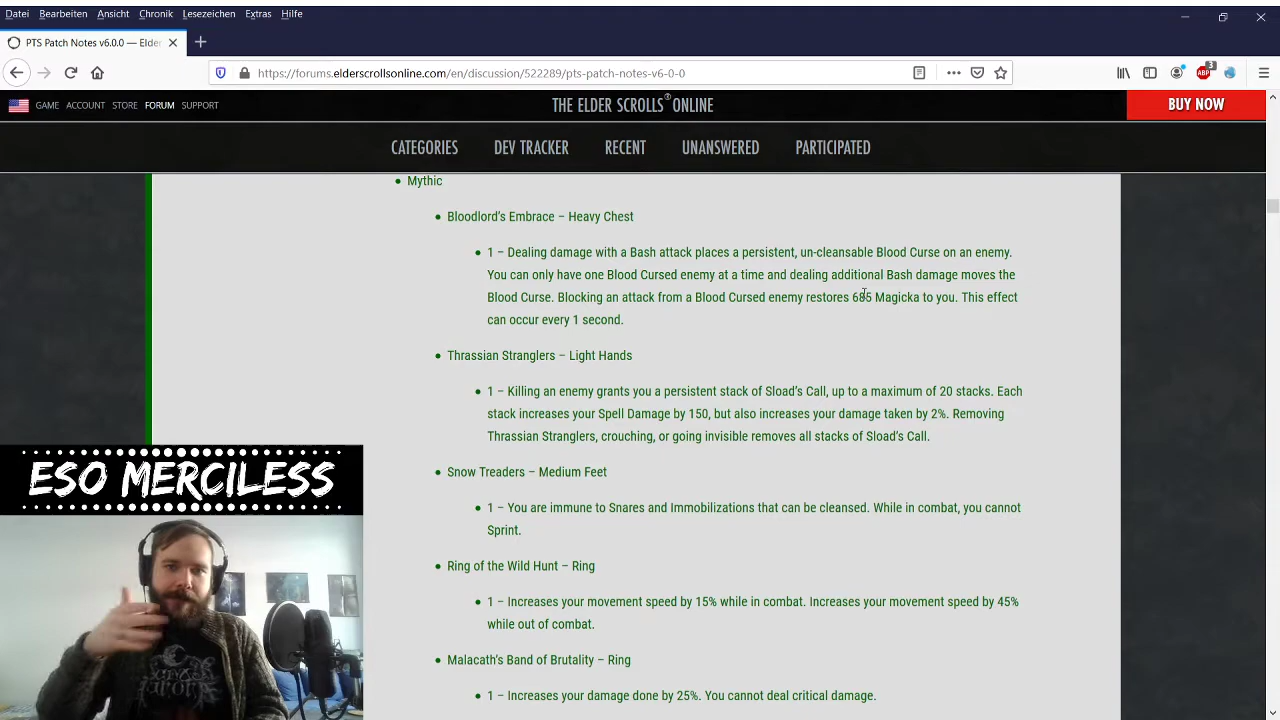 Datei Bearbeiten Ansicht Chronik Lesezeichen Extras Hilfe
PTS Patch Notes v6.0.0 — Elder
https://forums.elderscrollsonline.com/en/discussion/522289/pts-patch-notes-v6-0-0
ABP 3
GAME ACCOUNT STORE FORUM SUPPORT
THE ELDER SCROLLS® ONLINE
BUY NOW
CATEGORIES DEV TRACKER RECENT UNANSWERED PARTICIPATED
• Mythic
• Bloodlord's Embrace – Heavy Chest
• 1 – Dealing damage with a Bash attack places a persistent, un-cleansable Blood Curse on an enemy.
You can only have one Blood Cursed enemy at a time and dealing additional Bash damage moves the
Blood Curse. Blocking an attack from a Blood Cursed enemy restores 685 Magicka to you. This effect
can occur every 1 second.
• Thrassian Stranglers – Light Hands
• 1 – Killing an enemy grants you a persistent stack of Sload's Call, up to a maximum of 20 stacks. Each
stack increases your Spell Damage by 150, but also increases your damage taken by 2%. Removing
Thrassian Stranglers, crouching, or going invisible removes all stacks of Sload's Call.
• Snow Treaders – Medium Feet
• 1 – You are immune to Snares and Immobilizations that can be cleansed. While in combat, you cannot
Sprint.
• Ring of the Wild Hunt – Ring
• 1 – Increases your movement speed by 15% while in combat. Increases your movement speed by 45%
while out of combat.
• Malacath's Band of Brutality – Ring
• 1 – Increases your damage done by 25%. You cannot deal critical damage.
ESO MERCILESS